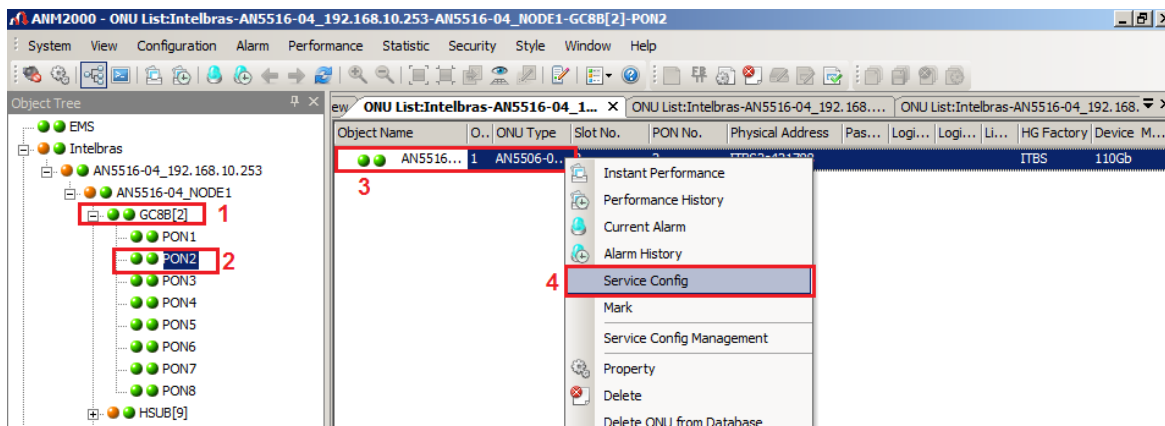 ANM2000 - ONU List:Intelbras-AN5516-04_192.168.10.253-AN5516-04_NODE1-GC8B[2]-PON2
System View Configuration Alarm Performance Statistic Security Style Window Help
Object Tree
ew ONU List:Intelbras-AN5516-04_1... ONU List:Intelbras-AN5516-04_192.168.... ONU List:Intelbras-AN5516-04_192.168.
Object Name O.. ONU Type Slot No. PON No. Physical Address Pas... Logi... Logi... Li... HG Factory Device M...
AN5516... 1 AN5506-0... ITBS 110Gb
3
EMS
Intelbras
AN5516-04_192.168.10.253
AN5516-04_NODE1
GC8B[2] 1
PON1
PON2 2
PON3
PON4
PON5
PON6
PON7
PON8
HSUB[9]
Instant Performance
Performance History
Current Alarm
Alarm History
4 Service Config
Mark
Service Config Management
Property
Delete
Delete ONU from Database